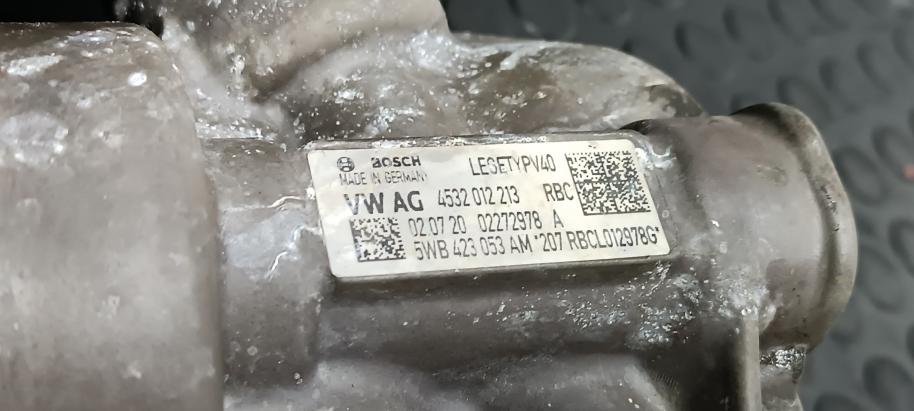 BOSCH LEGETYPV40
MADE IN GERMANY
VW AG 4532 012 213 RBC
02.07.20 02272978 A
5WB 423 053 AM *207 RBCL012978G*